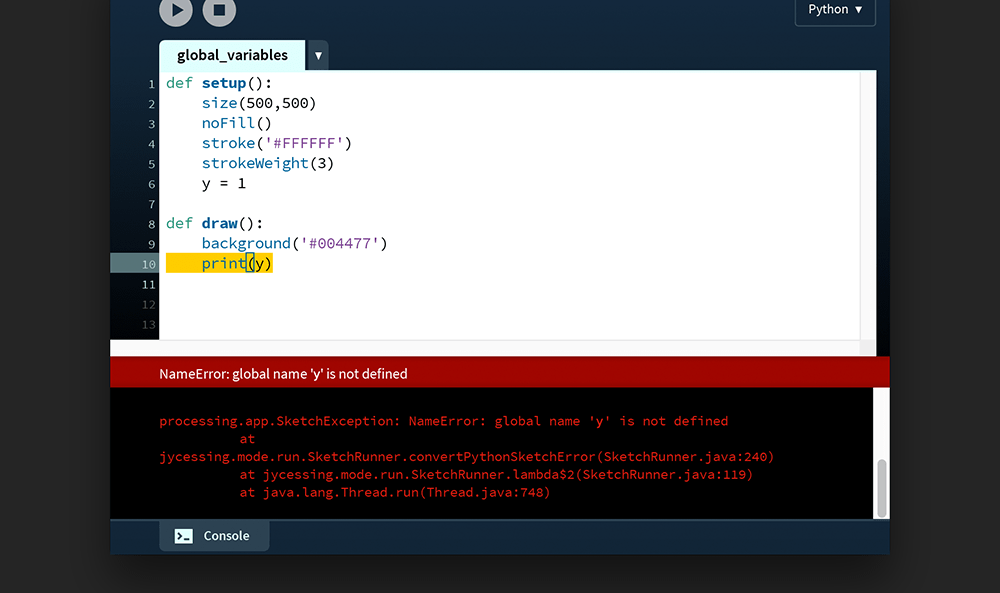 Python ▼
global_variables ▼
1 def setup():
2     size(500,500)
3     noFill()
4     stroke('#FFFFFF')
5     strokeWeight(3)
6     y = 1
7
8 def draw():
9     background('#004477')
10     print(y)
11
12
13
NameError: global name 'y' is not defined
processing.app.SketchException: NameError: global name 'y' is not defined
at
jycessing.mode.run.SketchRunner.convertPythonSketchError(SketchRunner.java:240)
at jycessing.mode.run.SketchRunner.lambda$2(SketchRunner.java:119)
at java.lang.Thread.run(Thread.java:748)
Console